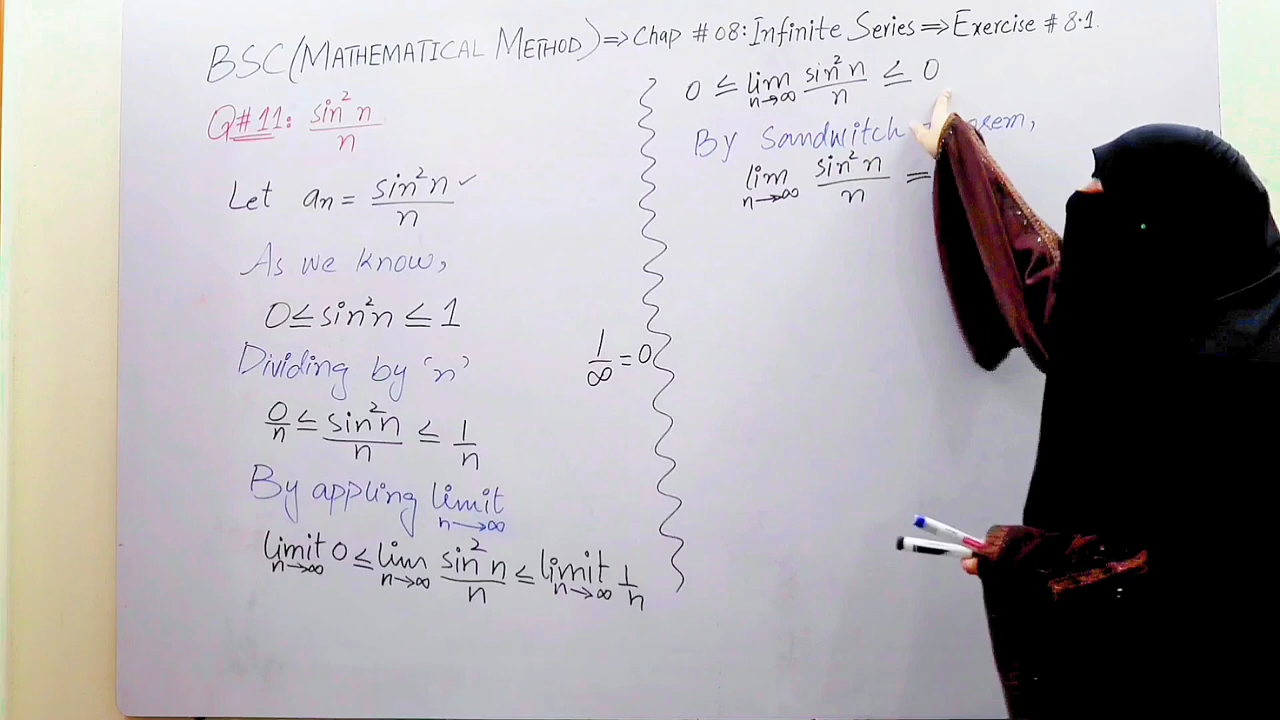 BSC (MATHEMATICAL METHOD) ⇒ Chap # 08: Infinite Series ⇒ Exercise # 8.1.
Q#11: sin²n / n
Let aₙ = sin²n / n ✓
As we know,
0 ≤ sin²n ≤ 1
Dividing by 'n'
0/n ≤ sin²n / n ≤ 1/n
By appling limit n→∞
limit n→∞ 0 ≤ lim n→∞ sin²n / n ≤ limit n→∞ 1/n
1/∞ = 0
0 ≤ lim n→∞ sin²n / n ≤ 0
By Sandwitch
lim n→∞ sin²n / n =